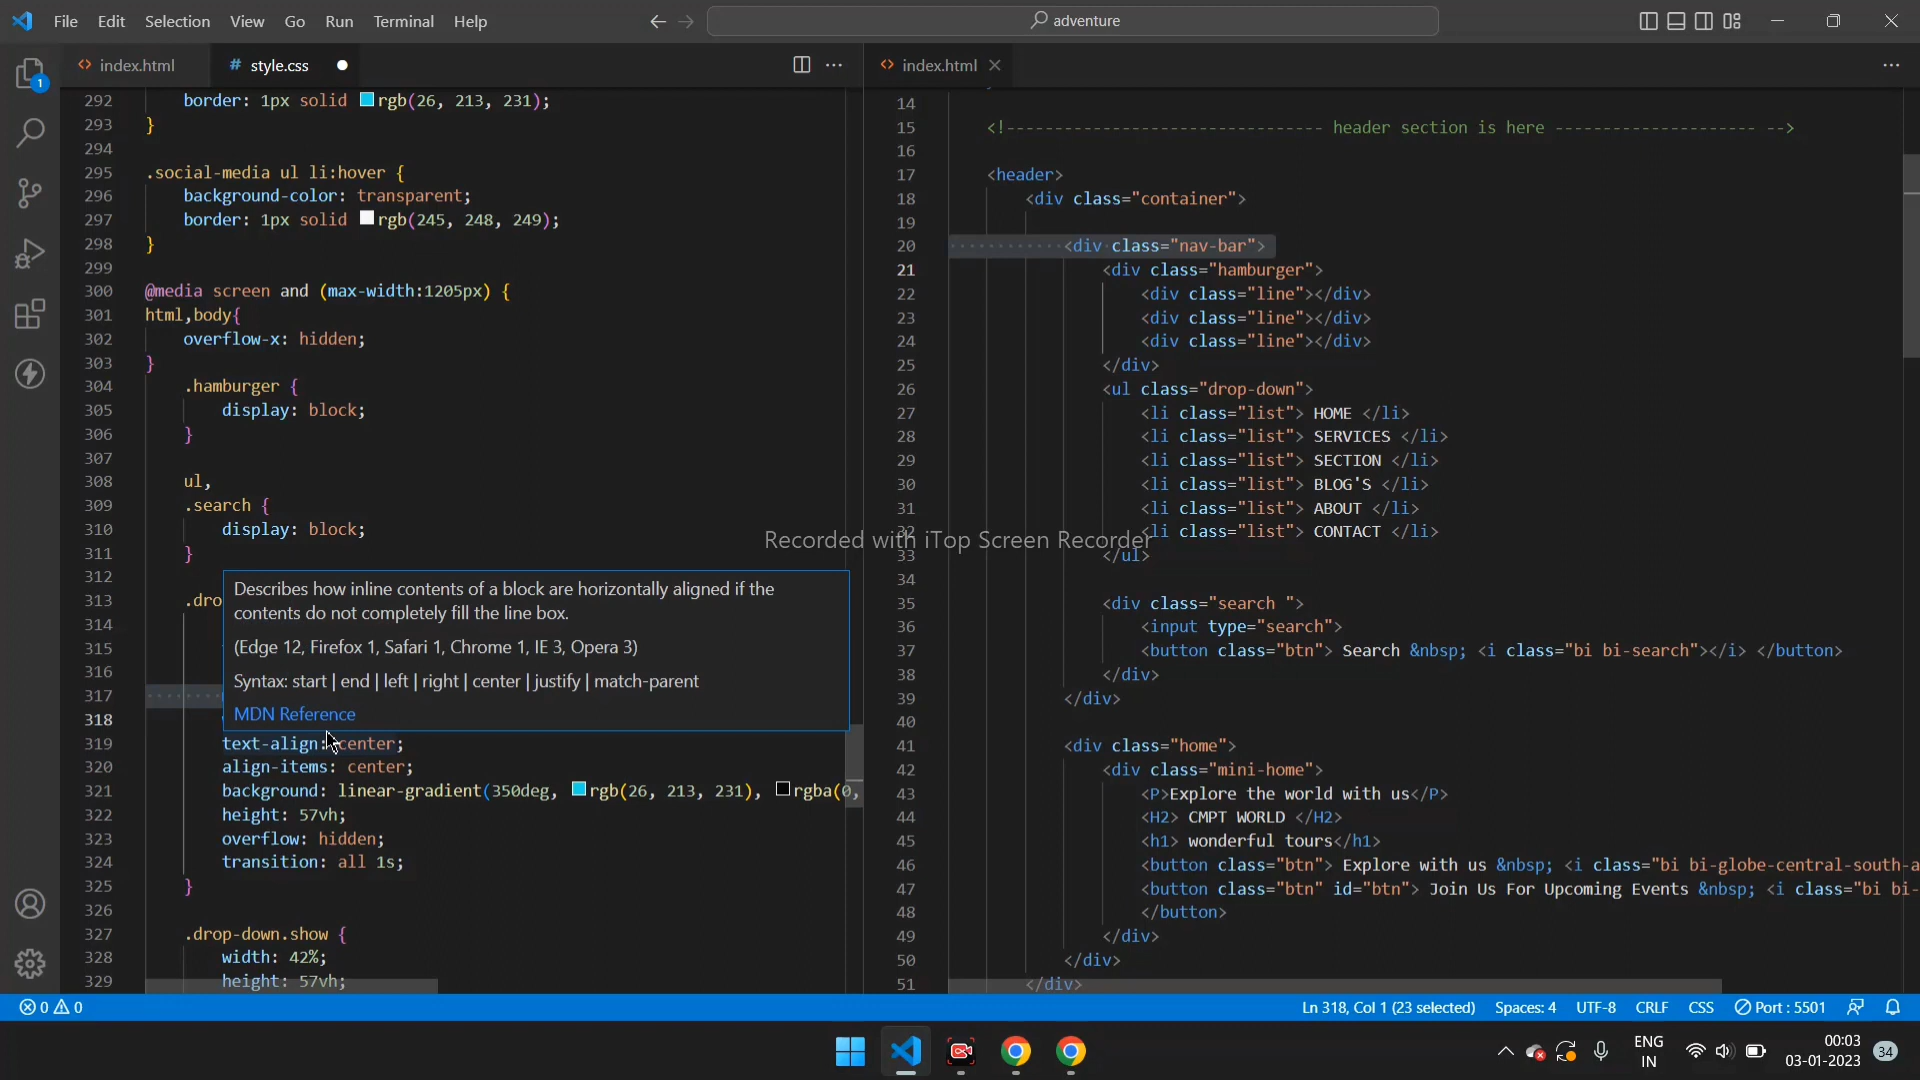 File Edit Selection View Go Run Terminal Help
adventure
index.html
# style.css
292 border: 1px solid rgb(26, 213, 231);
293 }
294
295 .social-media ul li:hover {
296 background-color: transparent;
297 border: 1px solid rgb(245, 248, 249);
298 }
299
300 @media screen and (max-width:1205px) {
301 html,body{
302 overflow-x: hidden;
303 }
304 .hamburger {
305 display: block;
306 }
307
308 ul,
309 .search {
310 display: block;
311 }
312
313 .dro
314
315
316
317
318
Describes how inline contents of a block are horizontally aligned if the
contents do not completely fill the line box.
(Edge 12, Firefox 1, Safari 1, Chrome 1, IE 3, Opera 3)
Syntax: start | end | left | right | center | justify | match-parent
MDN Reference
319 text-align: center;
320 align-items: center;
321 background: linear-gradient(350deg, rgb(26, 213, 231), rgba(0,
322 height: 57vh;
323 overflow: hidden;
324 transition: all 1s;
325 }
326
327 .drop-down.show {
328 width: 42%;
329 height: 57vh;
index.html
14
15 <!--------------------------------- header section is here --------------------- -->
16
17 <header>
18 <div class="container">
19
20 <div class="nav-bar">
21 <div class="hamburger">
22 <div class="line"></div>
23 <div class="line"></div>
24 <div class="line"></div>
25 </div>
26 <ul class="drop-down">
27 <li class="list"> HOME </li>
28 <li class="list"> SERVICES </li>
29 <li class="list"> SECTION </li>
30 <li class="list"> BLOG'S </li>
31 <li class="list"> ABOUT </li>
32 <li class="list"> CONTACT </li>
Recorded with iTop Screen Recorder
33 </ul>
34
35 <div class="search ">
36 <input type="search">
37 <button class="btn"> Search &nbsp; <i class="bi bi-search"></i> </button>
38 </div>
39 </div>
40
41 <div class="home">
42 <div class="mini-home">
43 <P>Explore the world with us</P>
44 <H2> CMPT WORLD </H2>
45 <h1> wonderful tours</h1>
46 <button class="btn"> Explore with us &nbsp; <i class="bi bi-globe-central-south-a
47 <button class="btn" id="btn"> Join Us For Upcoming Events &nbsp; <i class="bi bi-
48 </button>
49 </div>
50 </div>
51 </div>
1
0 0
Ln 318, Col 1 (23 selected) Spaces: 4 UTF-8 CRLF CSS Port : 5501
ENG
IN
00:03
03-01-2023
34